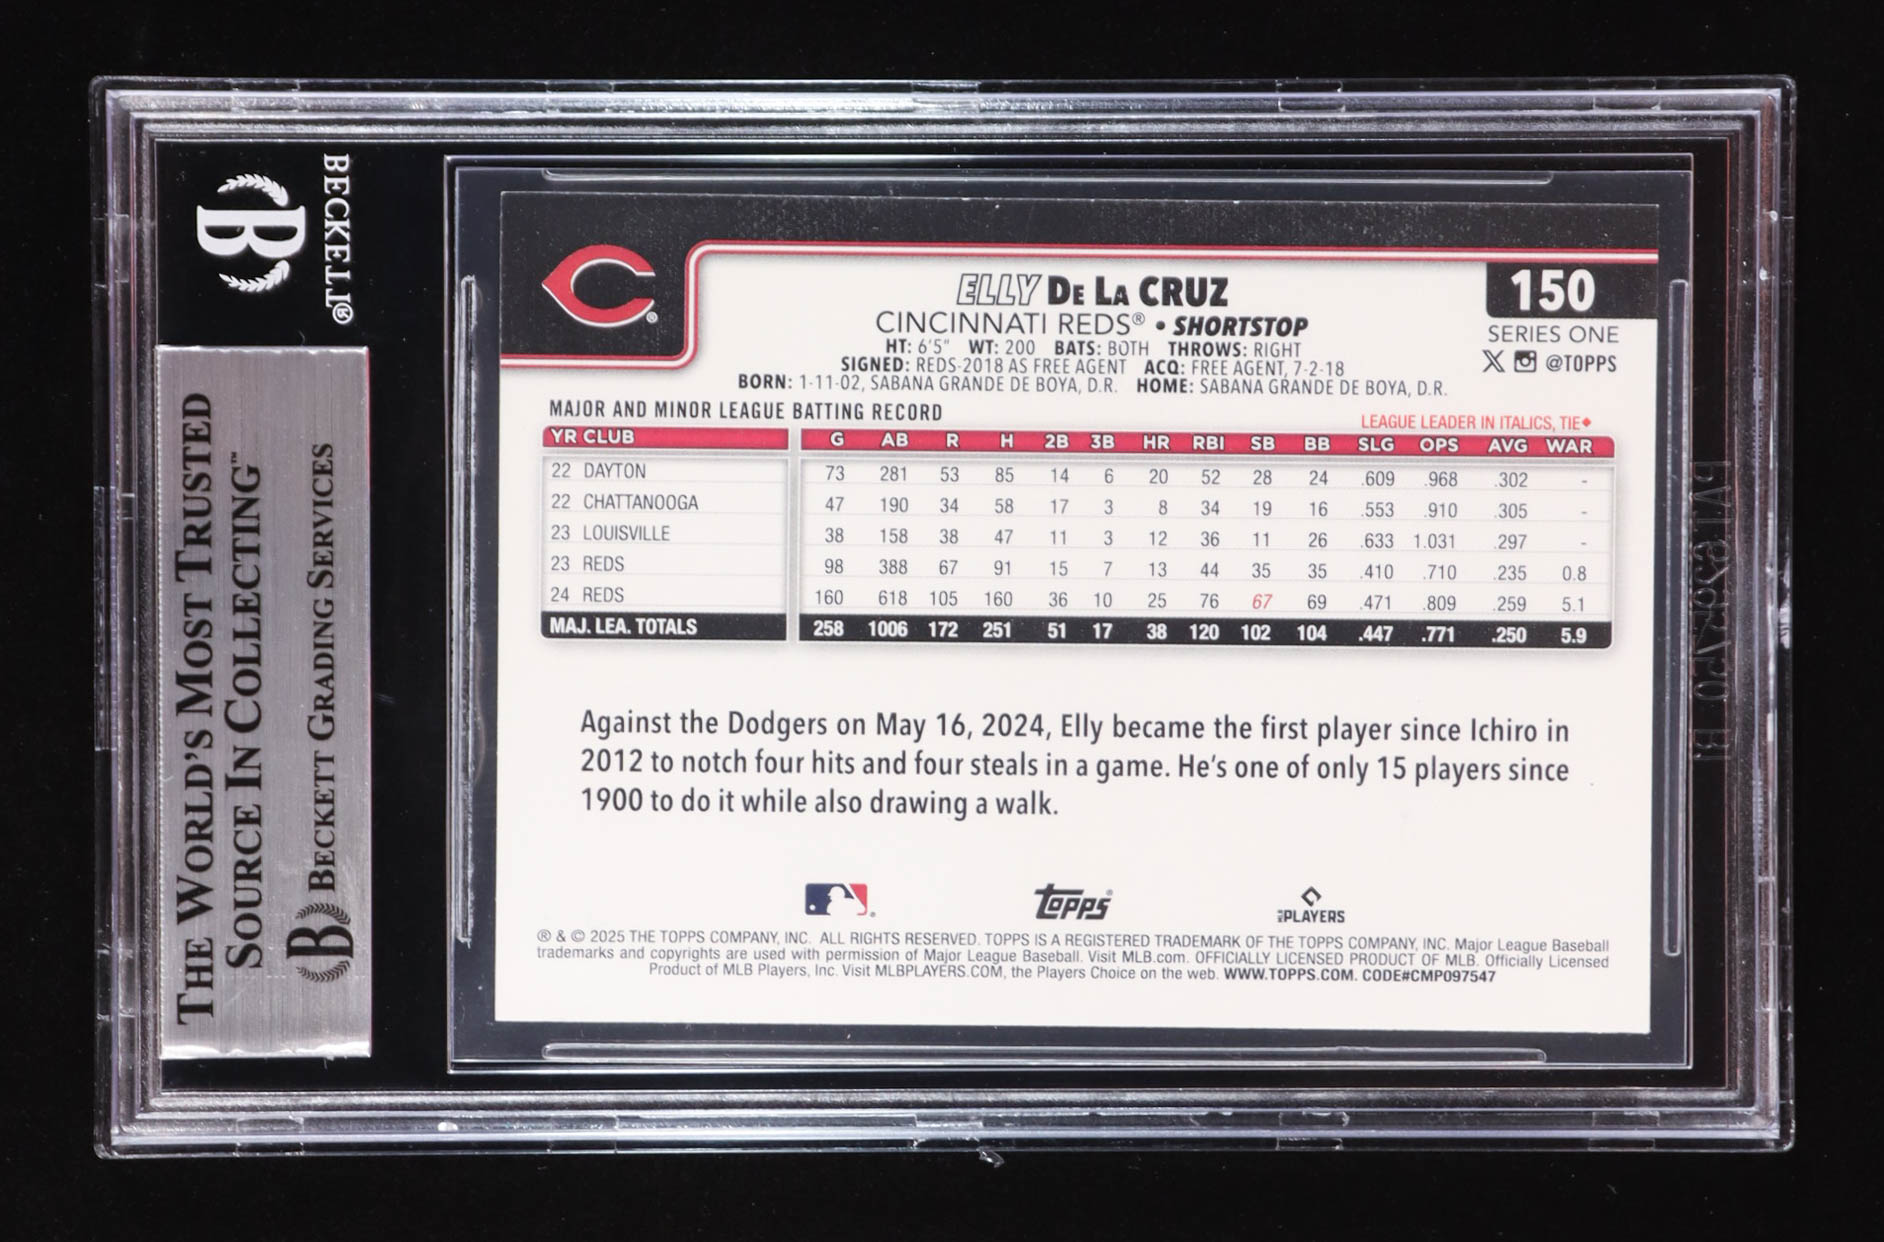 BECKETT®
B
THE WORLD'S MOST TRUSTED
SOURCE IN COLLECTING™
B BECKETT GRADING SERVICES
C®
ELLY DE LA CRUZ
CINCINNATI REDS® • SHORTSTOP
HT: 6'5" WT: 200 BATS: BOTH THROWS: RIGHT
SIGNED: REDS-2018 AS FREE AGENT ACQ: FREE AGENT, 7-2-18
BORN: 1-11-02, SABANA GRANDE DE BOYA, D.R. HOME: SABANA GRANDE DE BOYA, D.R.
150
SERIES ONE
X @TOPPS
MAJOR AND MINOR LEAGUE BATTING RECORD
LEAGUE LEADER IN ITALICS, TIE♦
YR CLUB G AB R H 2B 3B HR RBI SB BB SLG OPS AVG WAR
22 DAYTON 73 281 53 85 14 6 20 52 28 24 .609 .968 .302 -
22 CHATTANOOGA 47 190 34 58 17 3 8 34 19 16 .553 .910 .305 -
23 LOUISVILLE 38 158 38 47 11 3 12 36 11 26 .633 1.031 .297 -
23 REDS 98 388 67 91 15 7 13 44 35 35 .410 .710 .235 0.8
24 REDS 160 618 105 160 36 10 25 76 67 69 .471 .809 .259 5.1
MAJ. LEA. TOTALS 258 1006 172 251 51 17 38 120 102 104 .447 .771 .250 5.9
Against the Dodgers on May 16, 2024, Elly became the first player since Ichiro in
2012 to notch four hits and four steals in a game. He's one of only 15 players since
1900 to do it while also drawing a walk.
topps®
MLB PLAYERS
® & © 2025 THE TOPPS COMPANY, INC. ALL RIGHTS RESERVED. TOPPS IS A REGISTERED TRADEMARK OF THE TOPPS COMPANY, INC. Major League Baseball
trademarks and copyrights are used with permission of Major League Baseball. Visit MLB.com. OFFICIALLY LICENSED PRODUCT OF MLB. Officially Licensed
Product of MLB Players, Inc. Visit MLBPLAYERS.COM, the Players Choice on the web. WWW.TOPPS.COM. CODE#CMP097547